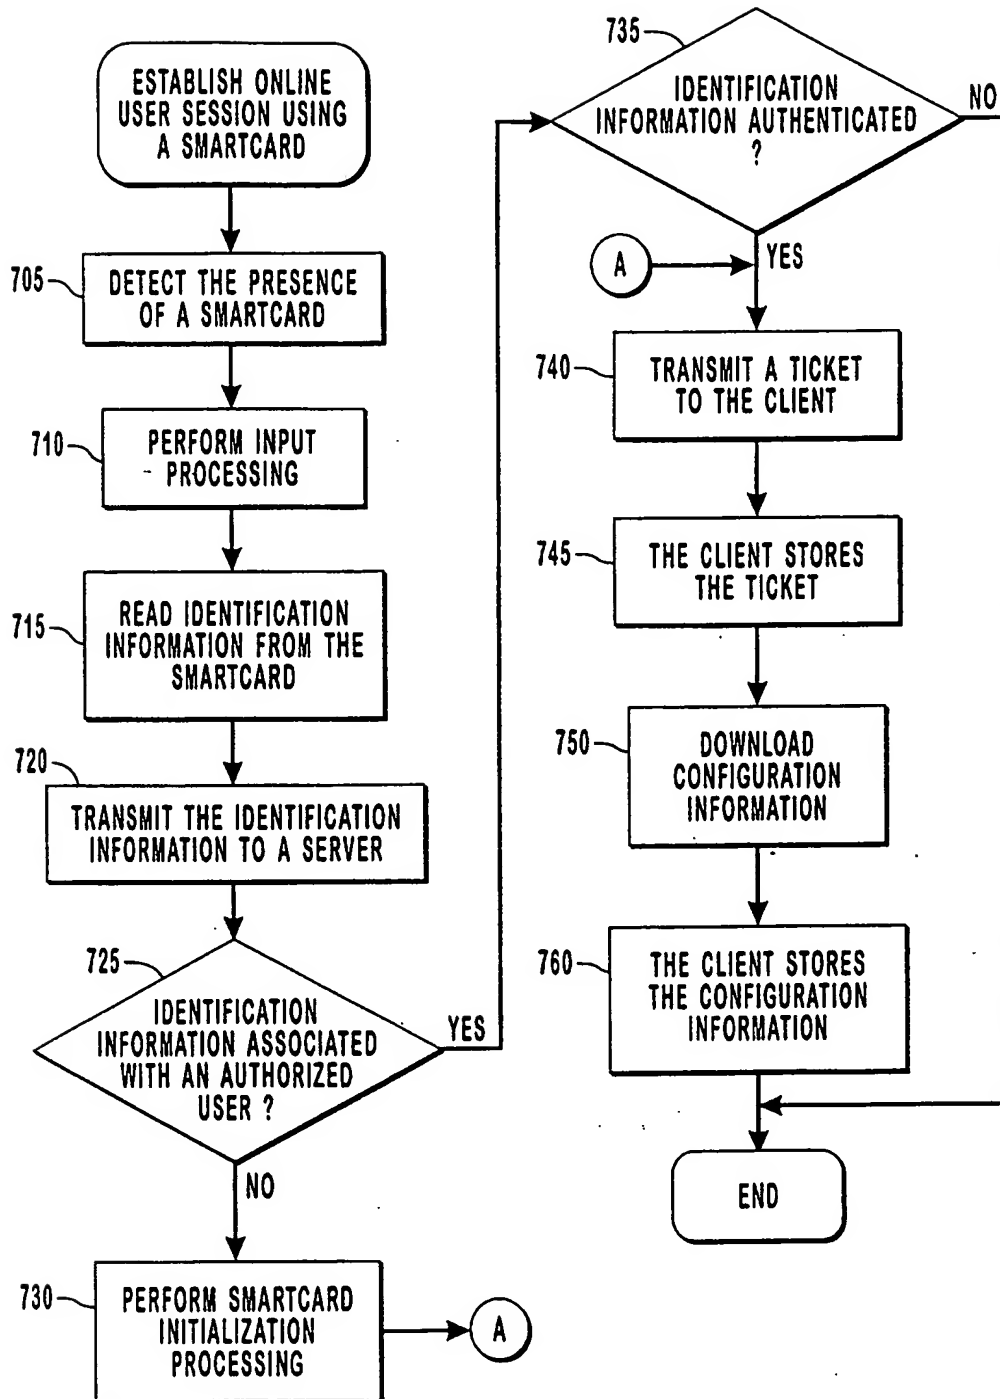 ESTABLISH ONLINE
USER SESSION USING
A SMARTCARD
705
DETECT THE PRESENCE
OF A SMARTCARD
710
PERFORM INPUT
PROCESSING
715
READ IDENTIFICATION
INFORMATION FROM THE
SMARTCARD
720
TRANSMIT THE IDENTIFICATION
INFORMATION TO A SERVER
725
IDENTIFICATION
INFORMATION ASSOCIATED
WITH AN AUTHORIZED
USER ?
YES
NO
730
PERFORM SMARTCARD
INITIALIZATION
PROCESSING
A
735
IDENTIFICATION
INFORMATION AUTHENTICATED
?
NO
YES
A
740
TRANSMIT A TICKET
TO THE CLIENT
745
THE CLIENT STORES
THE TICKET
750
DOWNLOAD
CONFIGURATION
INFORMATION
760
THE CLIENT STORES
THE CONFIGURATION
INFORMATION
END